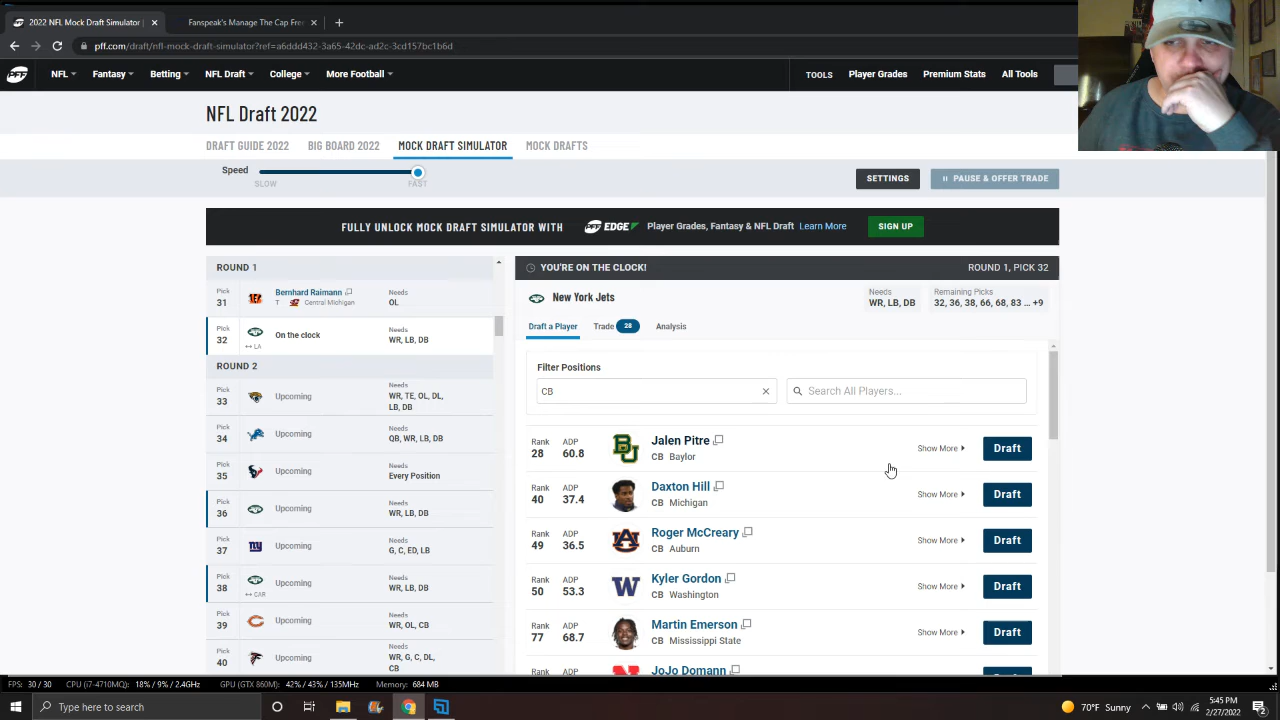 2022 NFL Mock Draft Simulator |
Fanspeak's Manage The Cap Fre
pff.com/draft/nfl-mock-draft-simulator?ref=a6ddd432-3a65-42dc-ad2c-3cd157bc1b6d
PFF NFL Fantasy Betting NFL Draft College More Football TOOLS Player Grades Premium Stats All Tools
NFL Draft 2022
DRAFT GUIDE 2022 BIG BOARD 2022 MOCK DRAFT SIMULATOR MOCK DRAFTS
Speed
SLOW FAST
SETTINGS PAUSE & OFFER TRADE
FULLY UNLOCK MOCK DRAFT SIMULATOR WITH PFF EDGE Player Grades, Fantasy & NFL Draft Learn More SIGN UP
ROUND 1
Pick 31 Bernhard Raimann T Central Michigan Needs OL
Pick 32 LA On the clock Needs WR, LB, DB
ROUND 2
Pick 33 Upcoming Needs WR, TE, OL, DL, LB, DB
Pick 34 Upcoming Needs QB, WR, LB, DB
Pick 35 Upcoming Needs Every Position
Pick 36 Upcoming Needs WR, LB, DB
Pick 37 Upcoming Needs G, C, ED, LB
Pick 38 CAR Upcoming Needs WR, LB, DB
Pick 39 Upcoming Needs WR, OL, CB
Pick 40 Upcoming Needs WR, G, C, DL, CB
YOU'RE ON THE CLOCK! ROUND 1, PICK 32
New York Jets
Needs WR, LB, DB
Remaining Picks 32, 36, 38, 66, 68, 83 ... +9
Draft a Player Trade 28 Analysis
Filter Positions
CB Search All Players...
Rank 28 ADP 60.8 BU Jalen Pitre CB Baylor Show More Draft
Rank 40 ADP 37.4 Daxton Hill CB Michigan Show More Draft
Rank 49 ADP 36.5 Roger McCreary CB Auburn Show More Draft
Rank 50 ADP 53.3 W Kyler Gordon CB Washington Show More Draft
Rank 77 ADP 68.7 Martin Emerson CB Mississippi State Show More Draft
JoJo Domann
FPS: 30 / 30 CPU (i7-4710MQ) 18% / 9% / 2.4GHz GPU (GTX 860M): 42% / 43% / 135MHz Memory: 684 MB
Type here to search
70°F Sunny
5:45 PM
2/27/2022
2